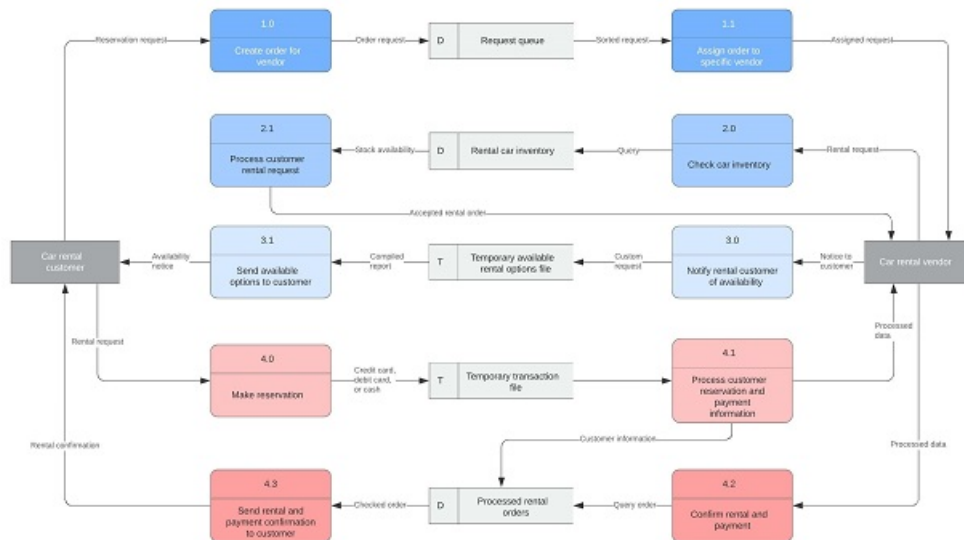 1.0
1.1
Reservation request
Order request
D
Request queue
Sorted request
Assigned request
Create order for
vendor
Assign order to
specific vendor
2.1
2.0
Stock availability
D
Rental car inventory
Query
Rental request
Process customer
rental request
Check car inventory
Accepted rental order
3.1
3.0
Car rental
customer
Availability
notice
Compiled
report
T
Temporary available
rental options file
Custom
request
Notice to
customer
Car rental vendor
Send available
options to customer
Notify rental customer
of availability
Rental request
Processed
data
4.0
4.1
Make reservation
Credit card,
debit card,
or cash
T
Temporary transaction
file
Process customer
reservation and
payment
information
Rental confirmation
Customer information
Processed data
4.3
4.2
Send rental and
payment confirmation
to customer
Checked order
D
Processed rental
orders
Query order
Confirm rental and
payment